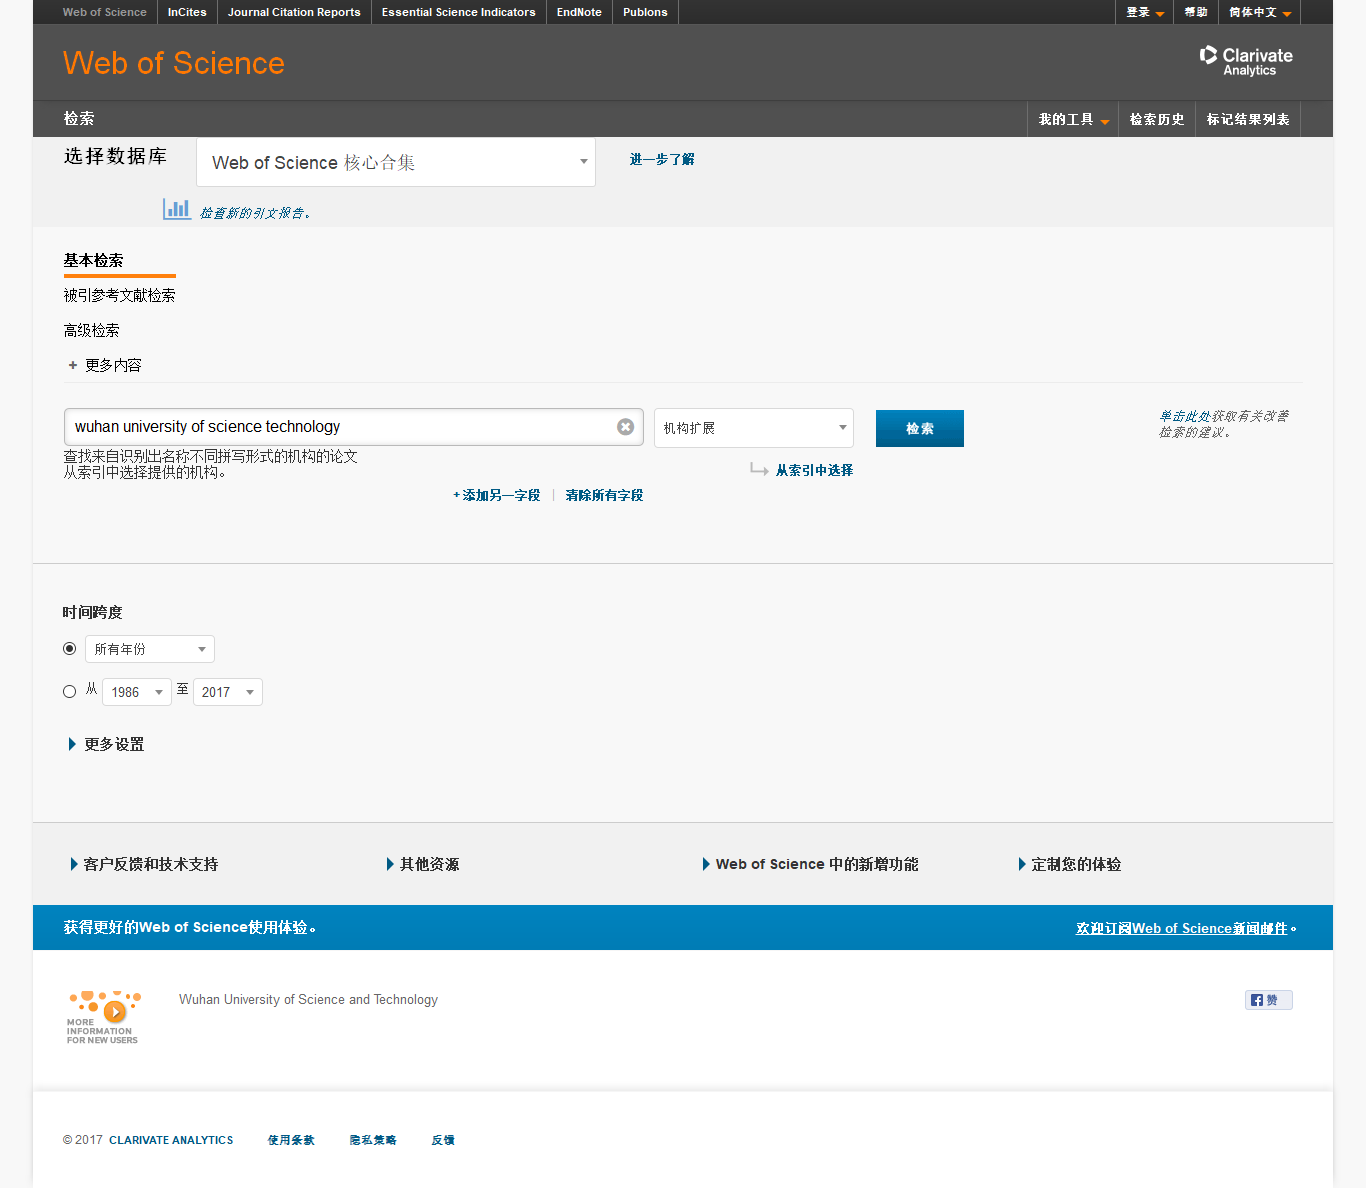 Web of Science InCites Journal Citation Reports Essential Science Indicators EndNote Publons 登录 帮助 简体中文
Web of Science
Clarivate
Analytics
检索 我的工具 检索历史 标记结果列表
选择数据库 Web of Science 核心合集 进一步了解
检查新的引文报告。
基本检索
被引参考文献检索
高级检索
+ 更多内容
wuhan university of science technology 机构扩展 检索 单击此处获取有关改善
检索的建议。
查找来自识别出名称不同拼写形式的机构的论文
从索引中选择提供的机构。
从索引中选择
+添加另一字段 | 清除所有字段
时间跨度
所有年份
从 1986 至 2017
更多设置
客户反馈和技术支持 其他资源 Web of Science 中的新增功能 定制您的体验
获得更好的Web of Science使用体验。 欢迎订阅Web of Science新闻邮件。
MORE
INFORMATION
FOR NEW USERS
Wuhan University of Science and Technology
赞
© 2017 CLARIVATE ANALYTICS 使用条款 隐私策略 反馈